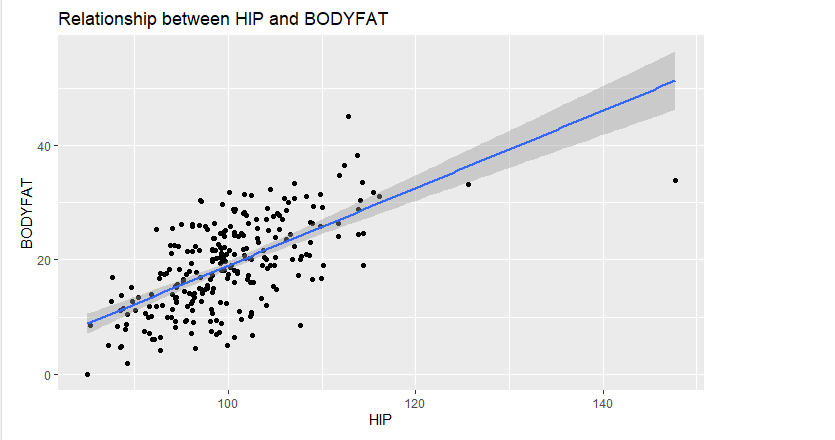 Relationship between HIP and BODYFAT
BODYFAT
40
20
0
100
120
140
HIP